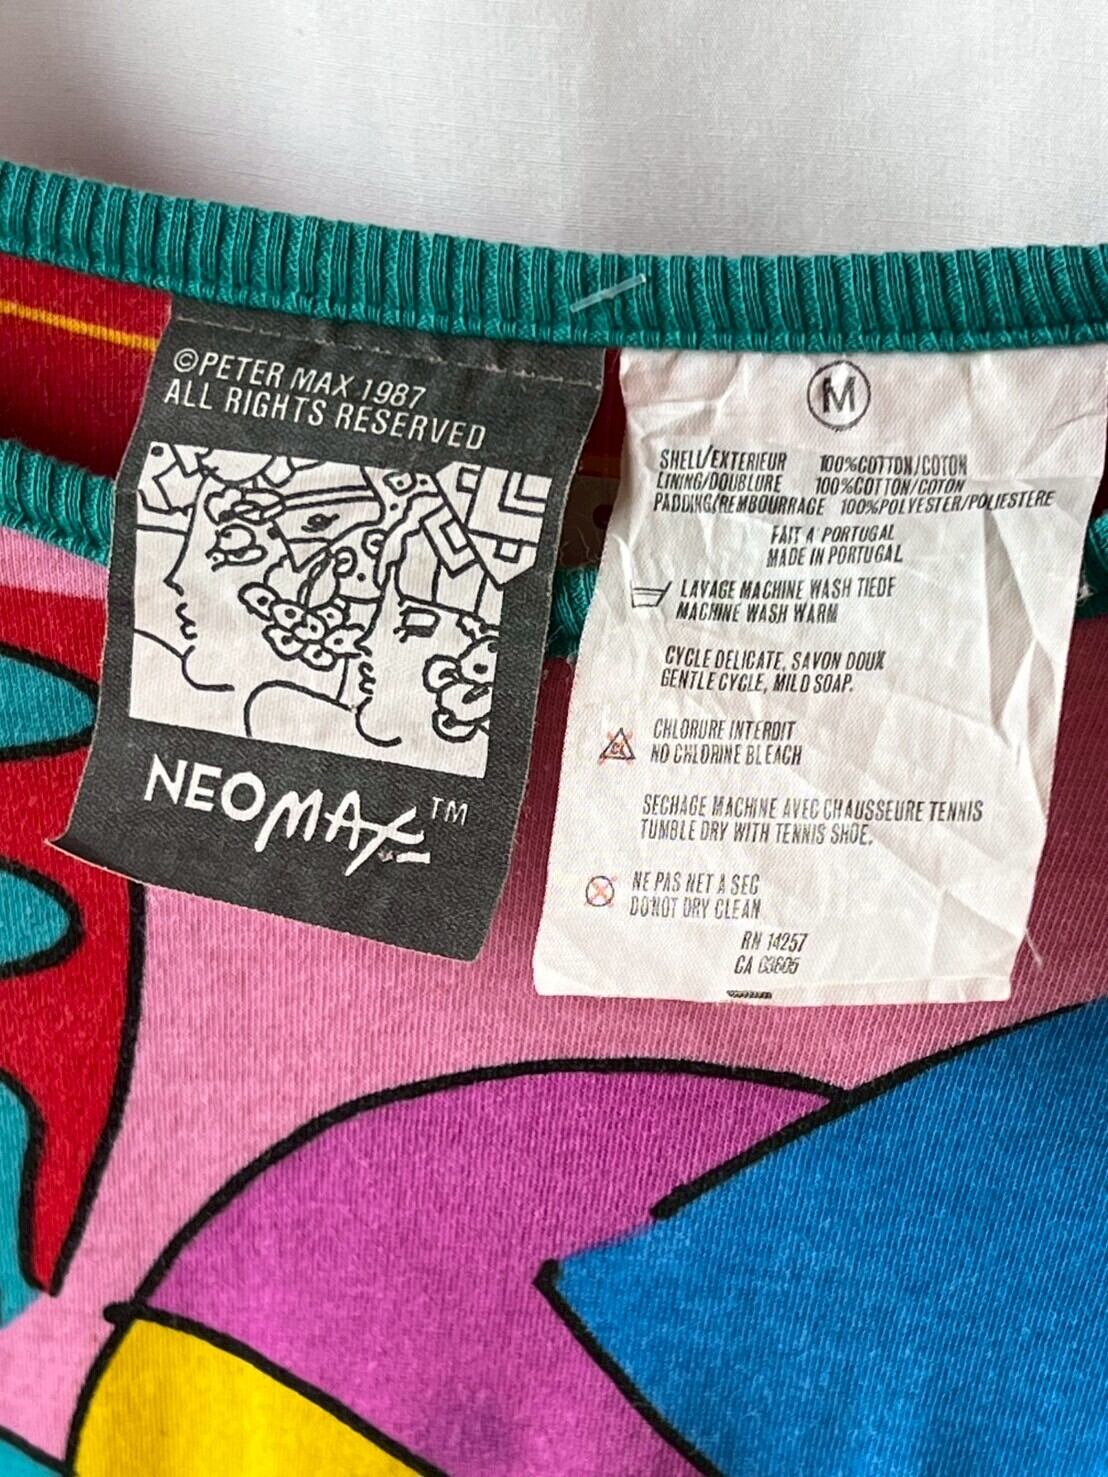 ©PETER MAX 1987
ALL RIGHTS RESERVED
NEOMAX™
M
SHELL/EXTERIEUR 100%COTTON/COTON
LINING/DOUBLURE 100%COTTON/COTON
PADDING/REMBOURRAGE 100%POLYESTER/POLIESTERE
FAIT A PORTUGAL
MADE IN PORTUGAL
LAVAGE MACHINE WASH TIEDE
MACHINE WASH WARM
CYCLE DELICATE, SAVON DOUX
GENTLE CYCLE, MILD SOAP.
CL
CHLORURE INTERDIT
NO CHLORINE BLEACH
SECHAGE MACHINE AVEC CHAUSSEURE TENNIS
TUMBLE DRY WITH TENNIS SHOE.
NE PAS NET A SEC
DO NOT DRY CLEAN
RN 14257
CA 03605